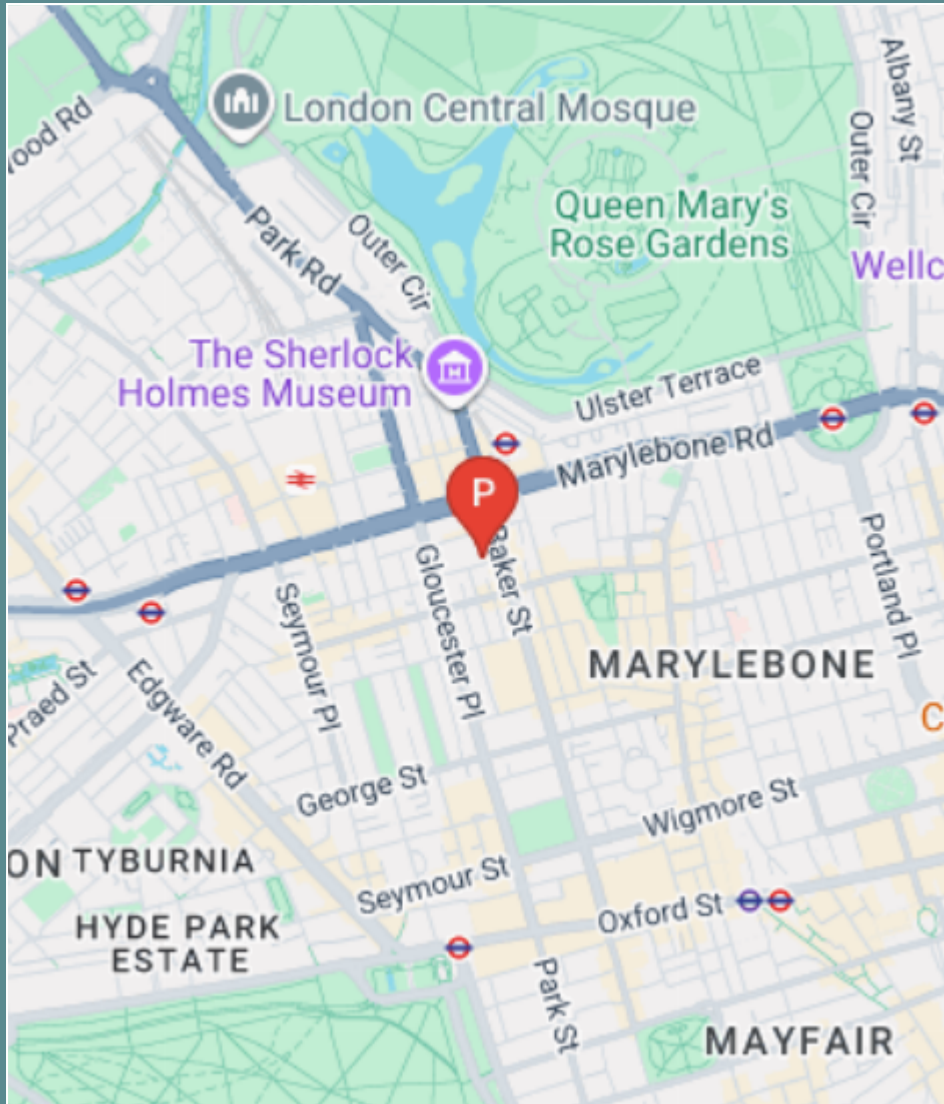 Albany St
London Central Mosque
ood Rd
Outer Cir
Queen Mary's
Rose Gardens
Park Rd
Outer Cir
Wellc
The Sherlock
Holmes Museum
Ulster Terrace
Marylebone Rd
P
Baker St
Portland Pl
Gloucester Pl
Seymour Pl
MARYLEBONE
Praed St
Edgware Rd
C
George St
Wigmore St
ON TYBURNIA
Seymour St
Oxford St
HYDE PARK
ESTATE
Park St
MAYFAIR